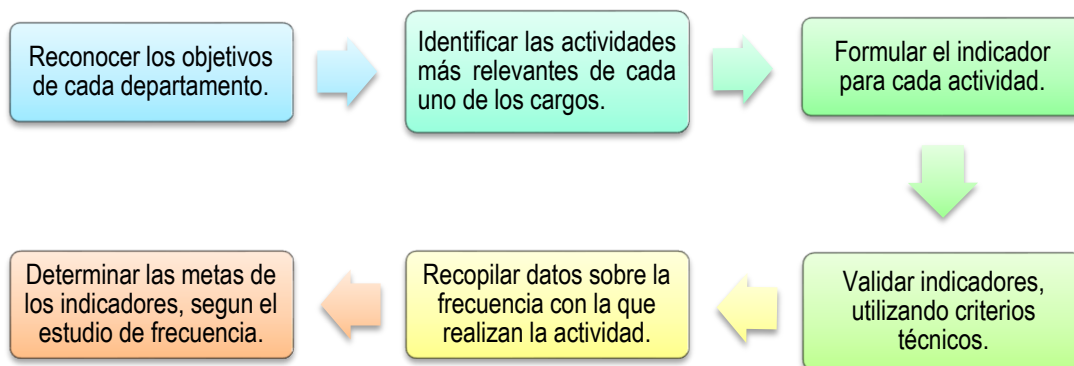 Reconocer los objetivos
de cada departamento.
Identificar las actividades
más relevantes de cada
uno de los cargos.
Formular el indicador
para cada actividad.
Validar indicadores,
utilizando criterios
técnicos.
Recopilar datos sobre la
frecuencia con la que
realizan la actividad.
Determinar las metas de
los indicadores, segun el
estudio de frecuencia.